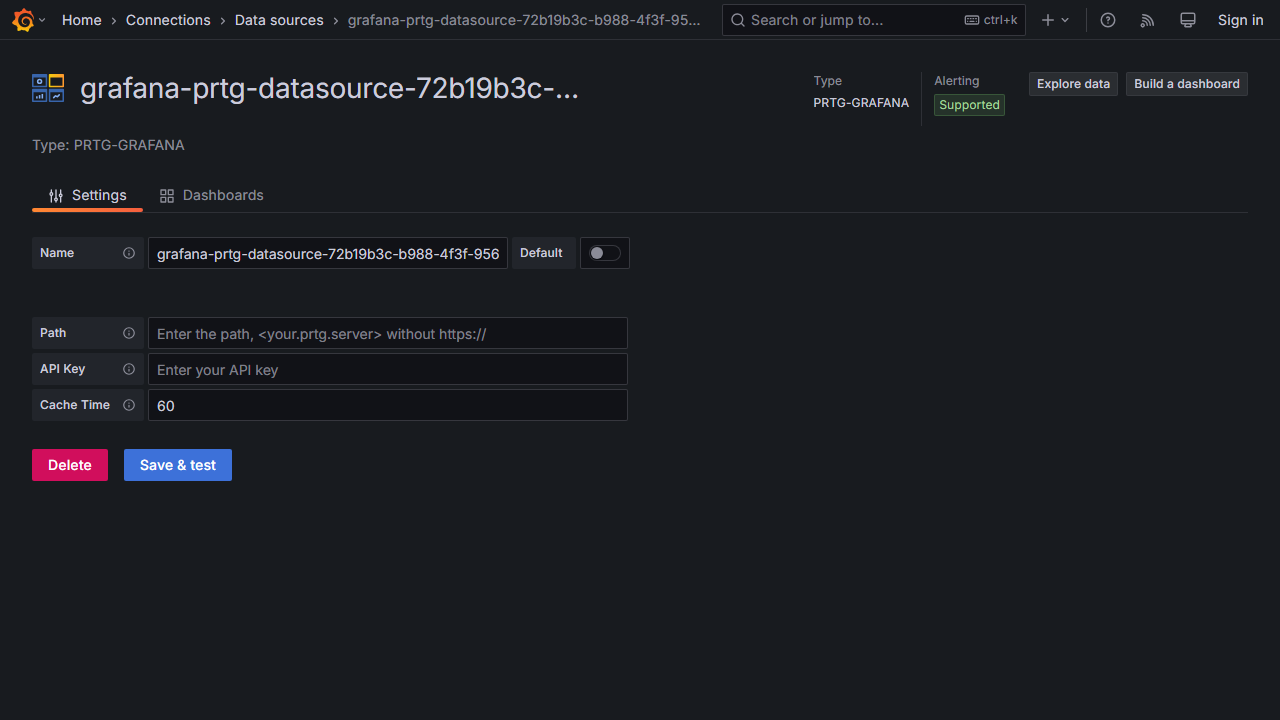 Home > Connections > Data sources > grafana-prtg-datasource-72b19b3c-b988-4f3f-95... Search or jump to... ctrl+k Sign in
grafana-prtg-datasource-72b19b3c-...
Type Alerting Explore data Build a dashboard
PRTG-GRAFANA Supported
Type: PRTG-GRAFANA
Settings Dashboards
Name grafana-prtg-datasource-72b19b3c-b988-4f3f-956 Default
Path Enter the path, <your.prtg.server> without https://
API Key Enter your API key
Cache Time 60
Delete Save & test